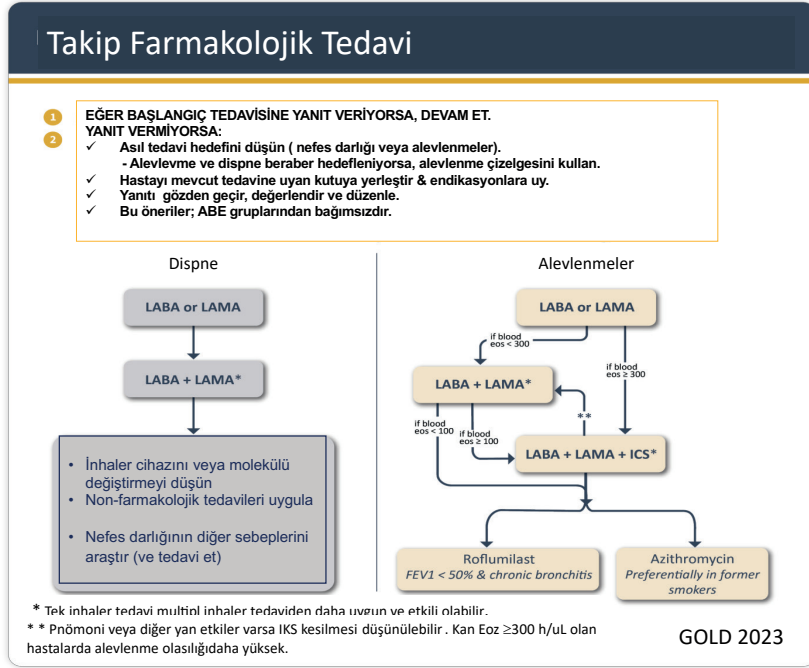 Takip Farmakolojik Tedavi
1
2
EĞER BAŞLANGIÇ TEDAVİSİNE YANIT VERİYORSA, DEVAM ET.
YANIT VERMİYORSA:
✓ Asıl tedavi hedefini düşün ( nefes darlığı veya alevlenmeler).
- Alevlevme ve dispne beraber hedefleniyorsa, alevlenme çizelgesini kullan.
✓ Hastayı mevcut tedavine uyan kutuya yerleştir & endikasyonlara uy.
✓ Yanıtı gözden geçir, değerlendir ve düzenle.
✓ Bu öneriler; ABE gruplarından bağımsızdır.
Dispne
LABA or LAMA
LABA + LAMA*
• İnhaler cihazını veya molekülü
değiştirmeyi düşün
• Non-farmakolojik tedavileri uygula
• Nefes darlığının diğer sebeplerini
araştır (ve tedavi et)
Alevlenmeler
LABA or LAMA
if blood
eos < 300
if blood
eos ≥ 300
LABA + LAMA*
**
if blood
eos < 100
if blood
eos ≥ 100
LABA + LAMA + ICS*
Roflumilast
FEV1 < 50% & chronic bronchitis
Azithromycin
Preferentially in former
smokers
* Tek inhaler tedavi multipl inhaler tedaviden daha uygun ve etkili olabilir.
* * Pnömoni veya diğer yan etkiler varsa IKS kesilmesi düşünülebilir . Kan Eoz ≥300 h/uL olan
hastalarda alevlenme olasılığıdaha yüksek.
GOLD 2023